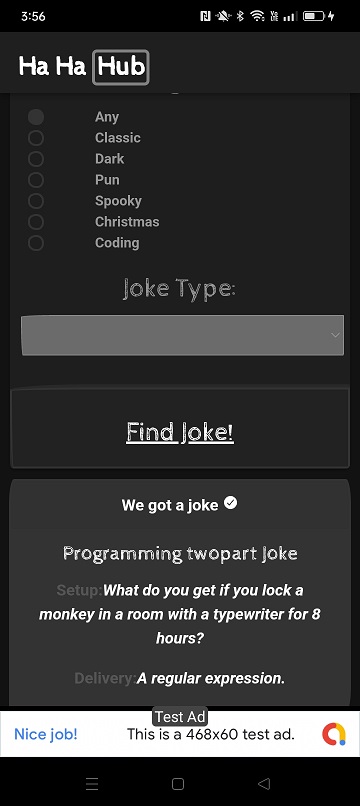 3:56
Ha Ha Hub
Any
Classic
Dark
Pun
Spooky
Christmas
Coding
Joke Type:
Find Joke!
We got a joke
Programming twopart Joke
Setup:What do you get if you lock a
monkey in a room with a typewriter for 8
hours?
Delivery:A regular expression.
Test Ad
Nice job!
This is a 468x60 test ad.